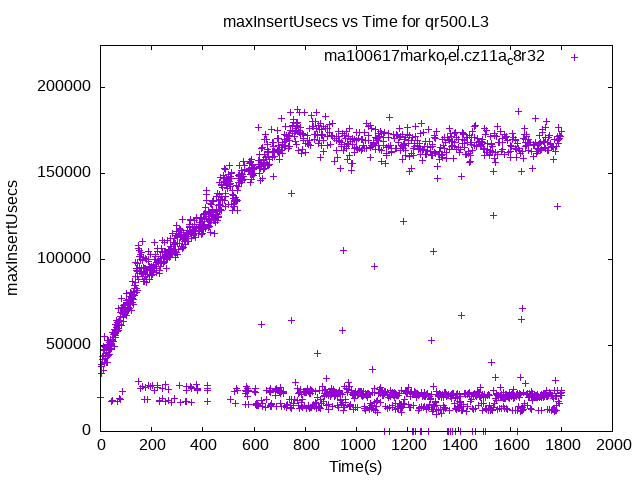 maxInsertUsecs vs Time for qr500.L3
ma100617marko_rel.cz11a_c8r32
maxInsertUsecs
200000
150000
100000
50000
0
0 200 400 600 800 1000 1200 1400 1600 1800 2000
Time(s)